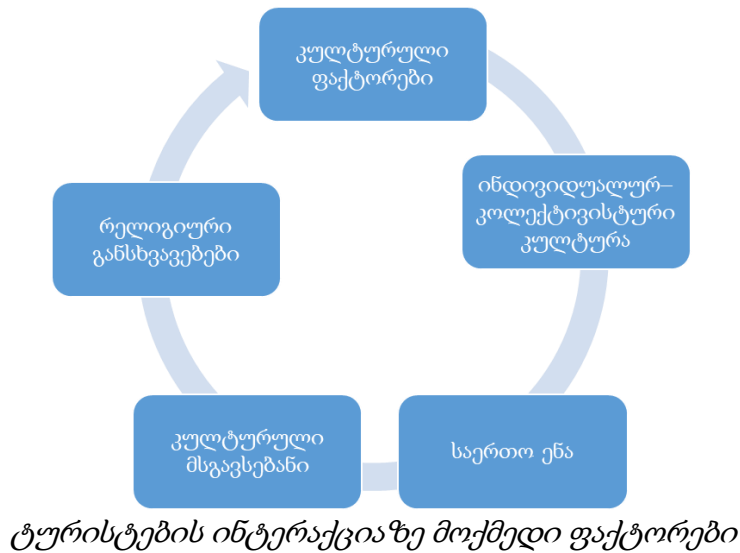 კულტურული
ფაქტორები
ინდივიდუალურ–
კოლექტივისტური
კულტურა
საერთო ენა
კულტურული
მსგავსებანი
რელიგიური
განსხვავებები
ტურისტების ინტერაქციაზე მოქმედი ფაქტორები